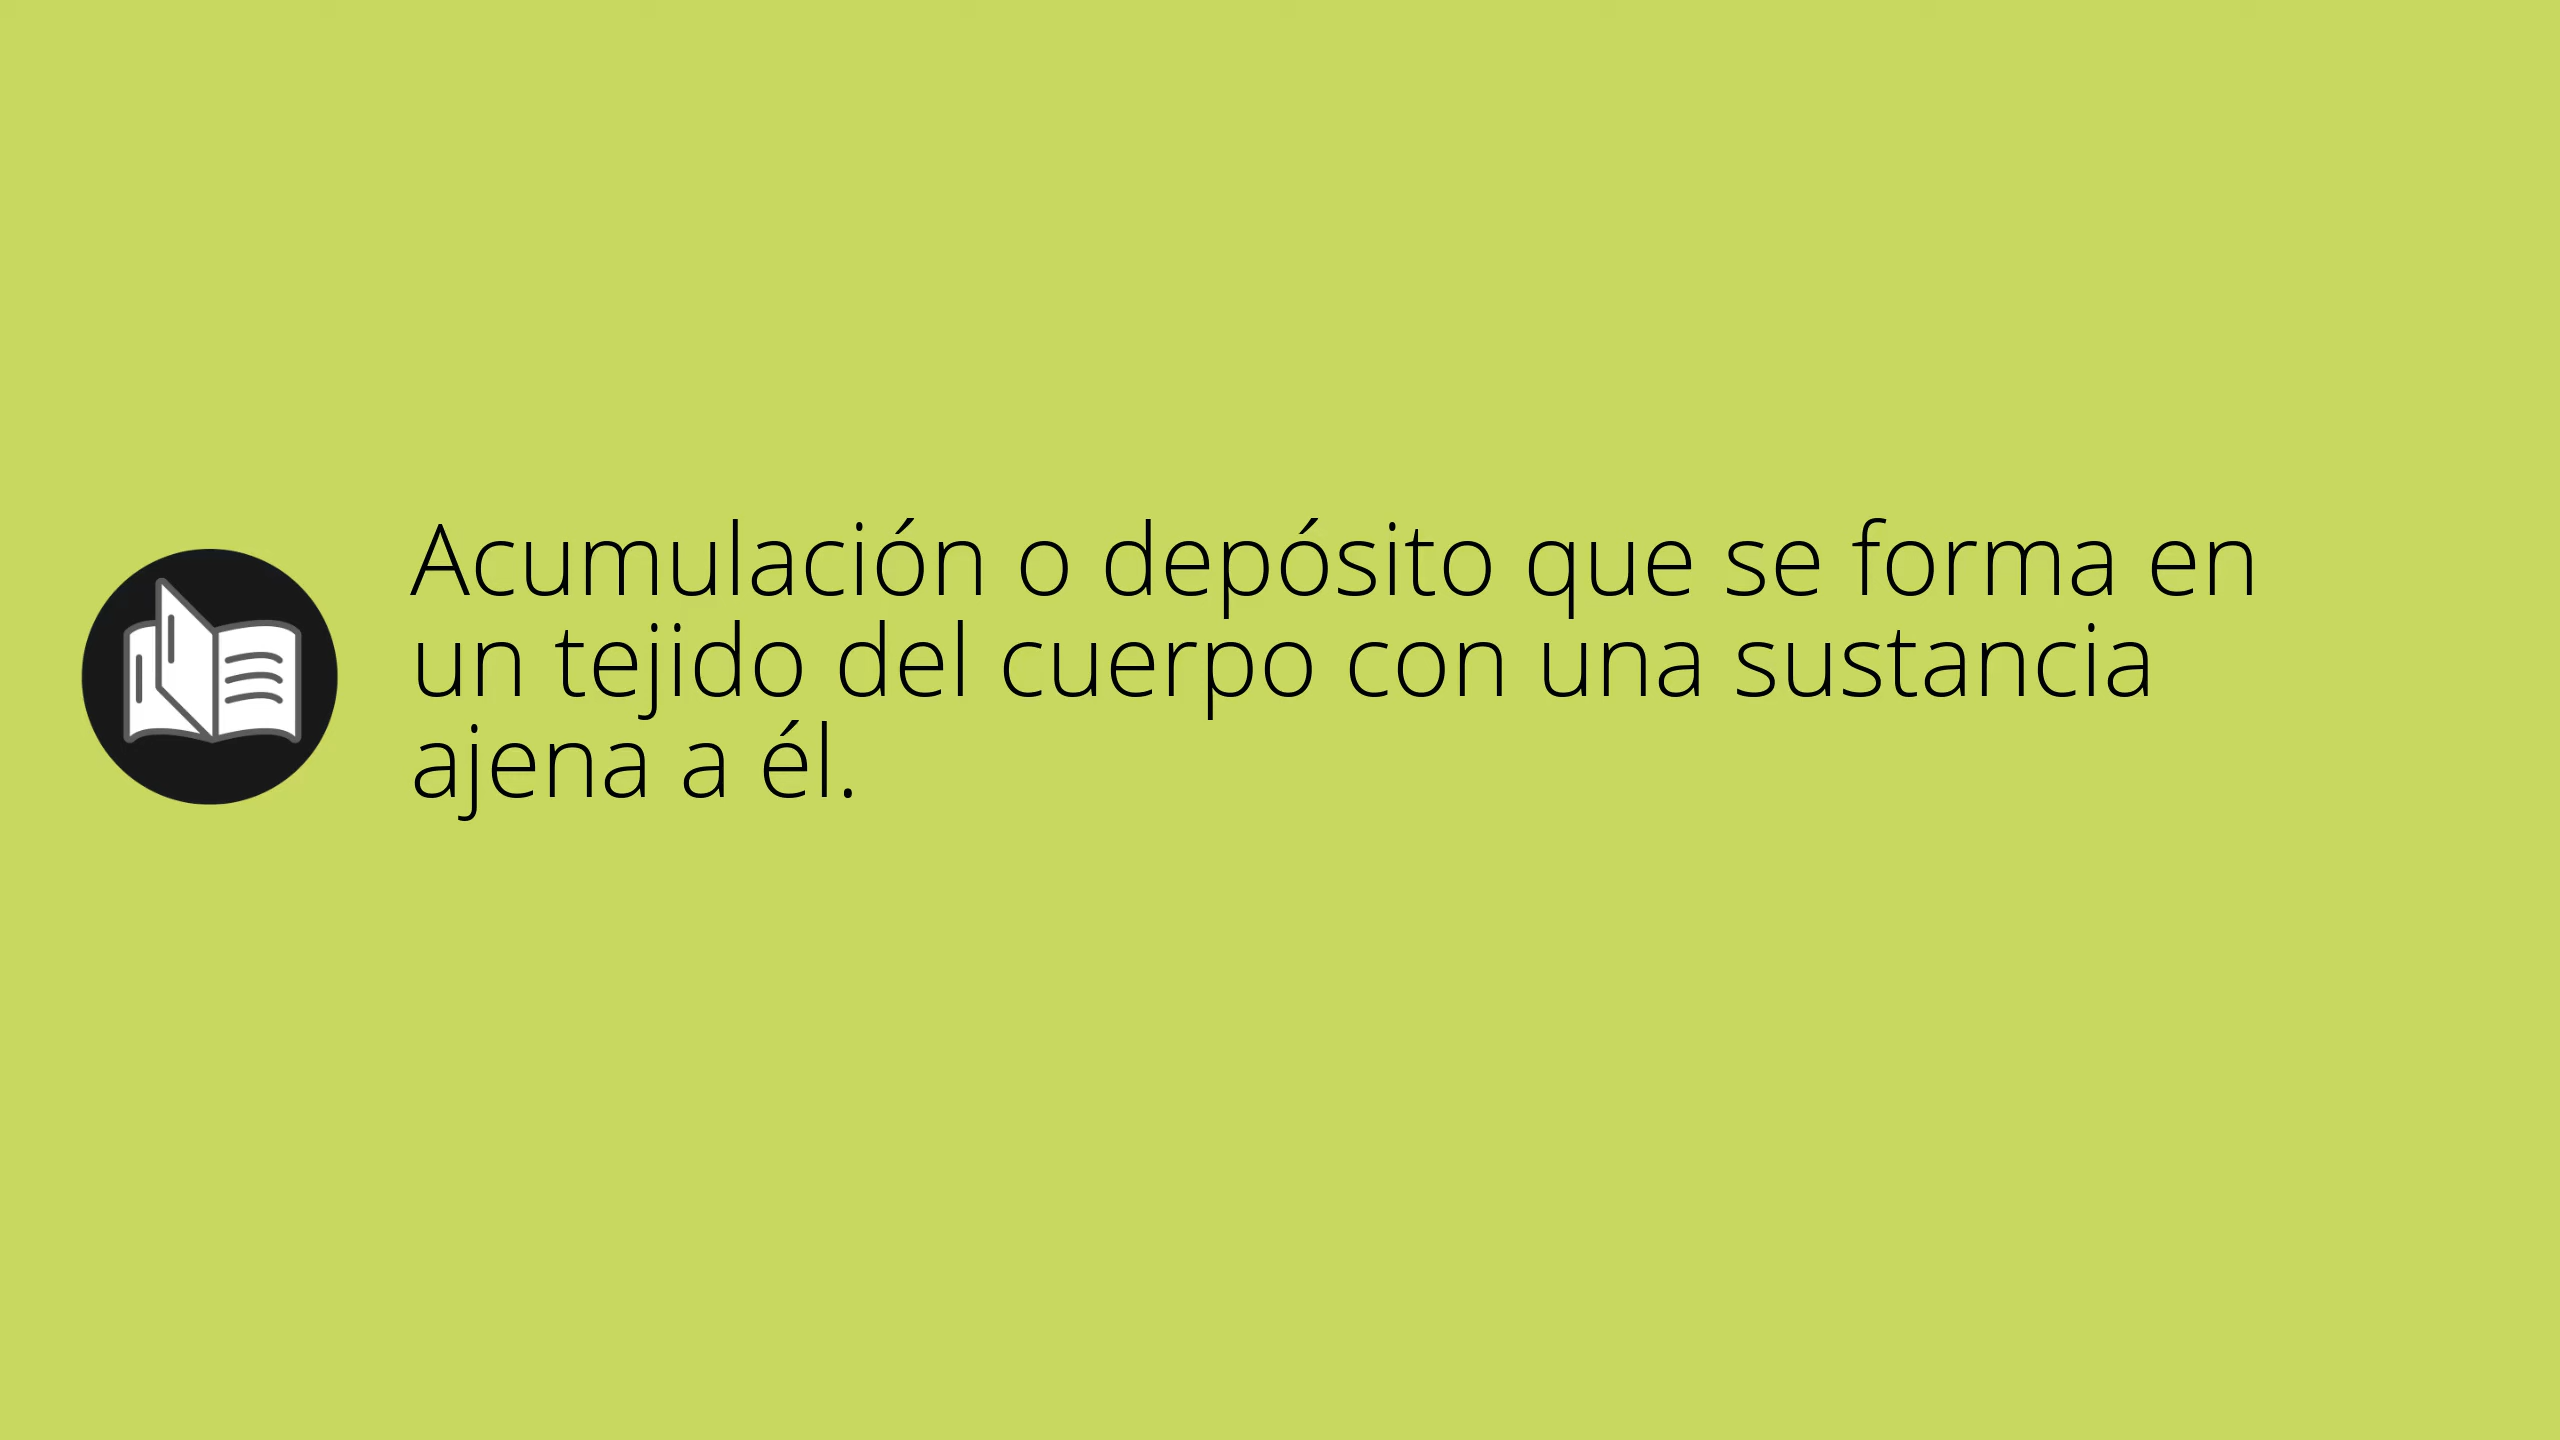 Acumulación o depósito que se forma en
un tejido del cuerpo con una sustancia
ajena a él.